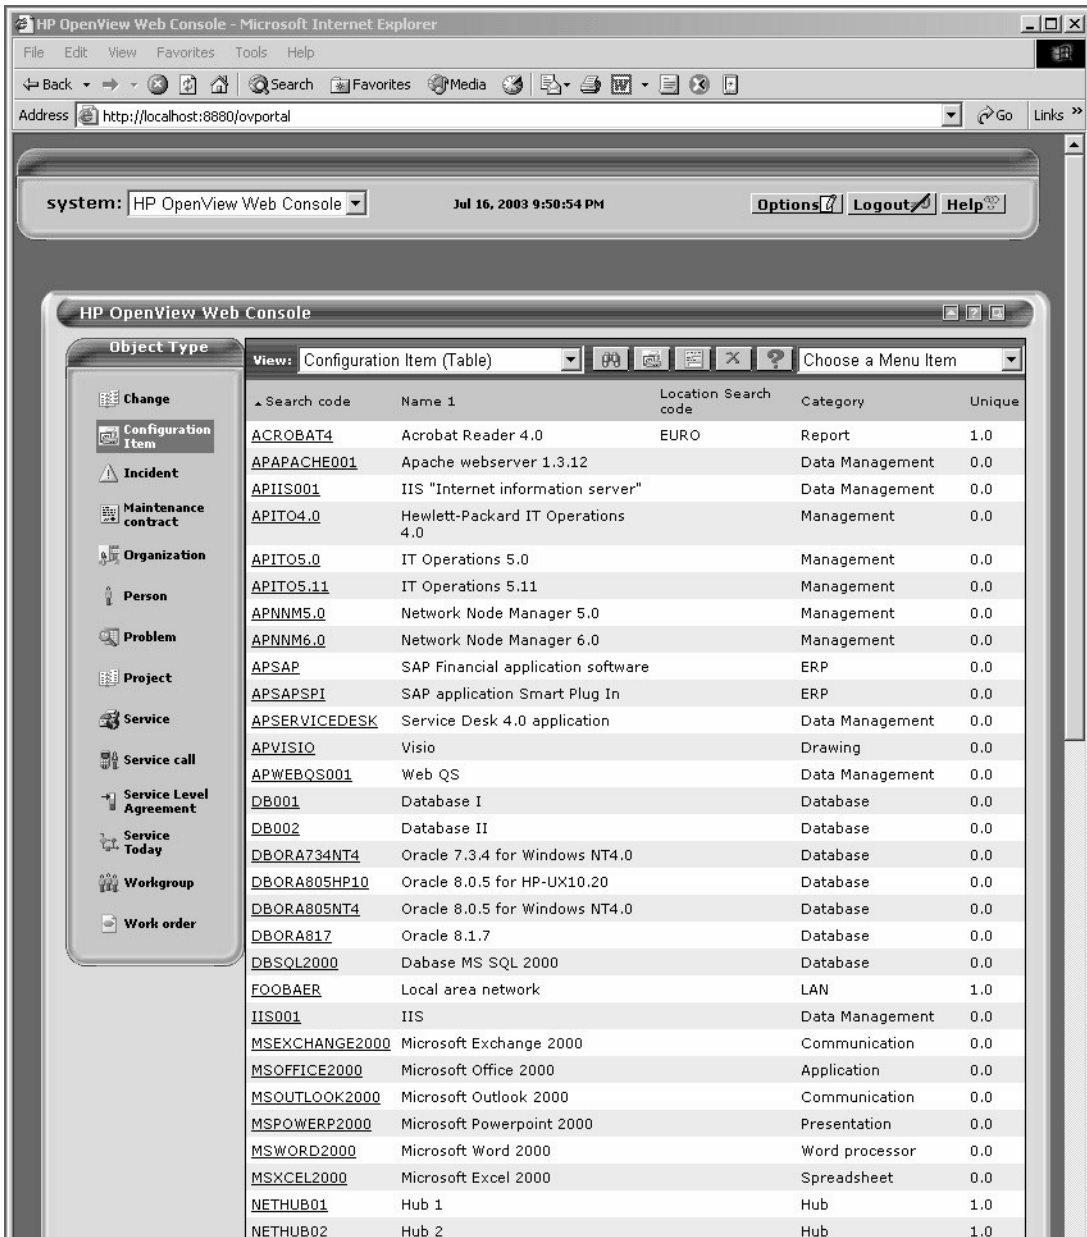 HP OpenView Web Console - Microsoft Internet Explorer
File Edit View Favorites Tools Help
Back Search Favorites Media
Address http://localhost:8880/ovportal Go Links »
system: HP OpenView Web Console Jul 16, 2003 9:50:54 PM Options Logout Help
HP OpenView Web Console
Object Type
Change
Configuration
Item
Incident
Maintenance
contract
Organization
Person
Problem
Project
Service
Service call
Service Level
Agreement
Service
Today
Workgroup
Work order
View: Configuration Item (Table) Choose a Menu Item
Search code Name 1 Location Search code Category Unique
ACROBAT4 Acrobat Reader 4.0 EURO Report 1.0
APAPACHE001 Apache webserver 1.3.12 Data Management 0.0
APIIS001 IIS "Internet information server" Data Management 0.0
APITO4.0 Hewlett-Packard IT Operations 4.0 Management 0.0
APITO5.0 IT Operations 5.0 Management 0.0
APITO5.11 IT Operations 5.11 Management 0.0
APNNM5.0 Network Node Manager 5.0 Management 0.0
APNNM6.0 Network Node Manager 6.0 Management 0.0
APSAP SAP Financial application software ERP 0.0
APSAPSPI SAP application Smart Plug In ERP 0.0
APSERVICEDESK Service Desk 4.0 application Data Management 0.0
APVISIO Visio Drawing 0.0
APWEBQS001 Web QS Data Management 0.0
DB001 Database I Database 0.0
DB002 Database II Database 0.0
DBORA734NT4 Oracle 7.3.4 for Windows NT4.0 Database 0.0
DBORA805HP10 Oracle 8.0.5 for HP-UX10.20 Database 0.0
DBORA805NT4 Oracle 8.0.5 for Windows NT4.0 Database 0.0
DBORA817 Oracle 8.1.7 Database 0.0
DBSQL2000 Dabase MS SQL 2000 Database 0.0
FOOBAER Local area network LAN 1.0
IIS001 IIS Data Management 0.0
MSEXCHANGE2000 Microsoft Exchange 2000 Communication 0.0
MSOFFICE2000 Microsoft Office 2000 Application 0.0
MSOUTLOOK2000 Microsoft Outlook 2000 Communication 0.0
MSPOWERP2000 Microsoft Powerpoint 2000 Presentation 0.0
MSWORD2000 Microsoft Word 2000 Word processor 0.0
MSXCEL2000 Microsoft Excel 2000 Spreadsheet 0.0
NETHUB01 Hub 1 Hub 1.0
NETHUB02 Hub 2 Hub 1.0